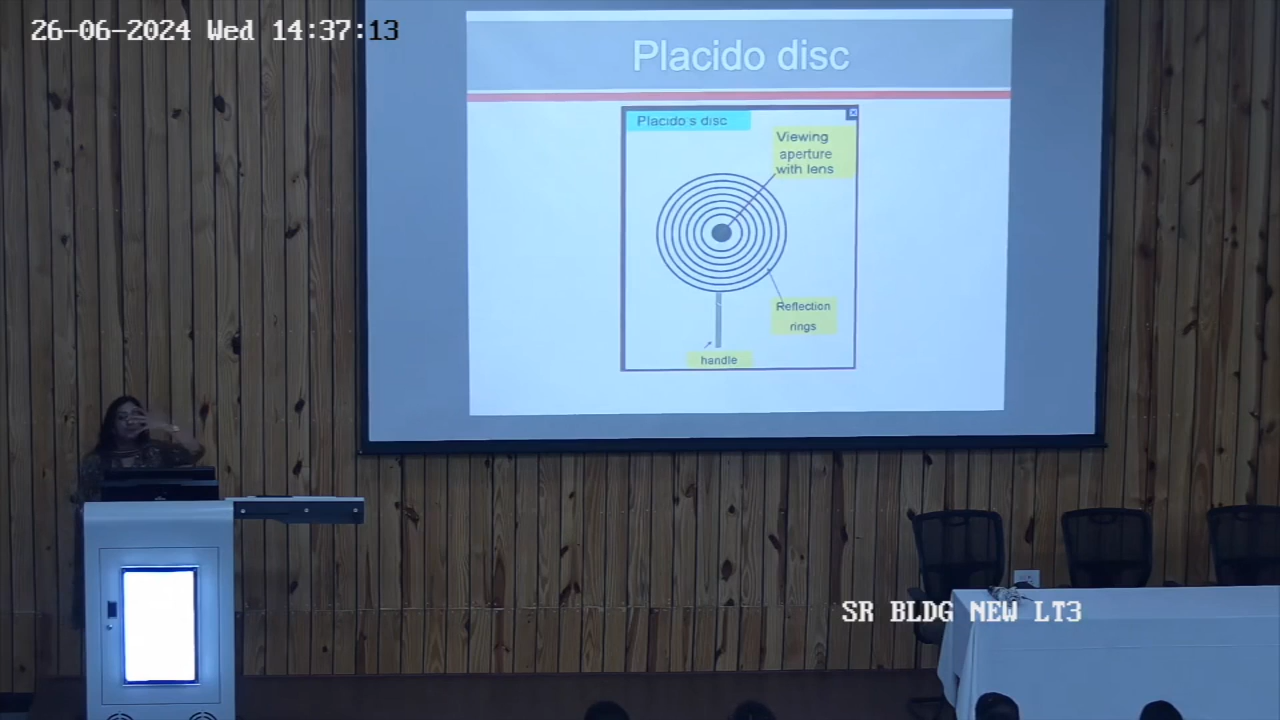 26-06-2024 Wed 14:37:13
Placido disc
Placido's disc
Viewing
aperture
with lens
Reflection
rings
handle
SR BLDG NEW LT3